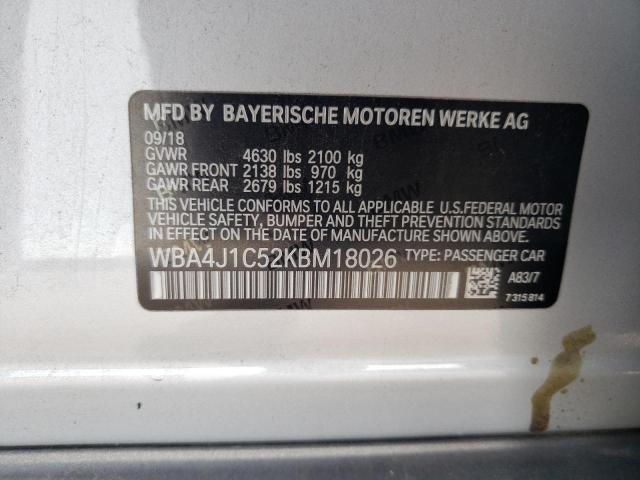 MFD BY BAYERISCHE MOTOREN WERKE AG
09/18
GVWR 4630 lbs 2100 kg
GAWR FRONT 2138 lbs 970 kg
GAWR REAR 2679 lbs 1215 kg
THIS VEHICLE CONFORMS TO ALL APPLICABLE U.S.FEDERAL MOTOR
VEHICLE SAFETY, BUMPER AND THEFT PREVENTION STANDARDS
IN EFFECT ON THE DATE OF MANUFACTURE SHOWN ABOVE.
WBA4J1C52KBM18026 TYPE: PASSENGER CAR
A83/7
7315814